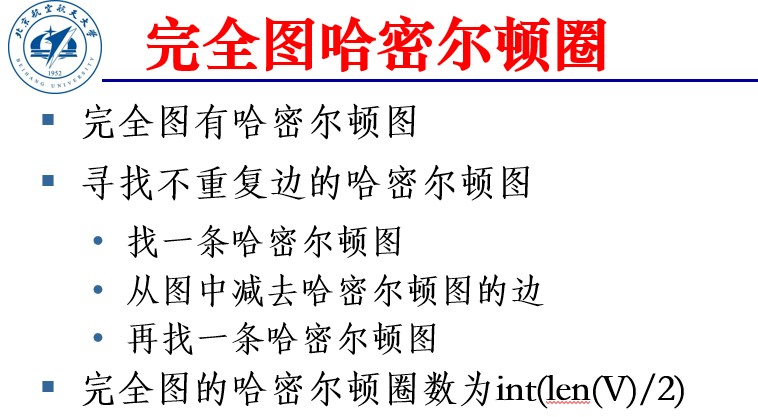 完全图哈密尔顿圈
北京航空航天大学
1952
BEIHANG UNIVERSITY
完全图有哈密尔顿图
寻找不重复边的哈密尔顿图
找一条哈密尔顿图
从图中减去哈密尔顿图的边
再找一条哈密尔顿图
完全图的哈密尔顿圈数为int(len(V)/2)